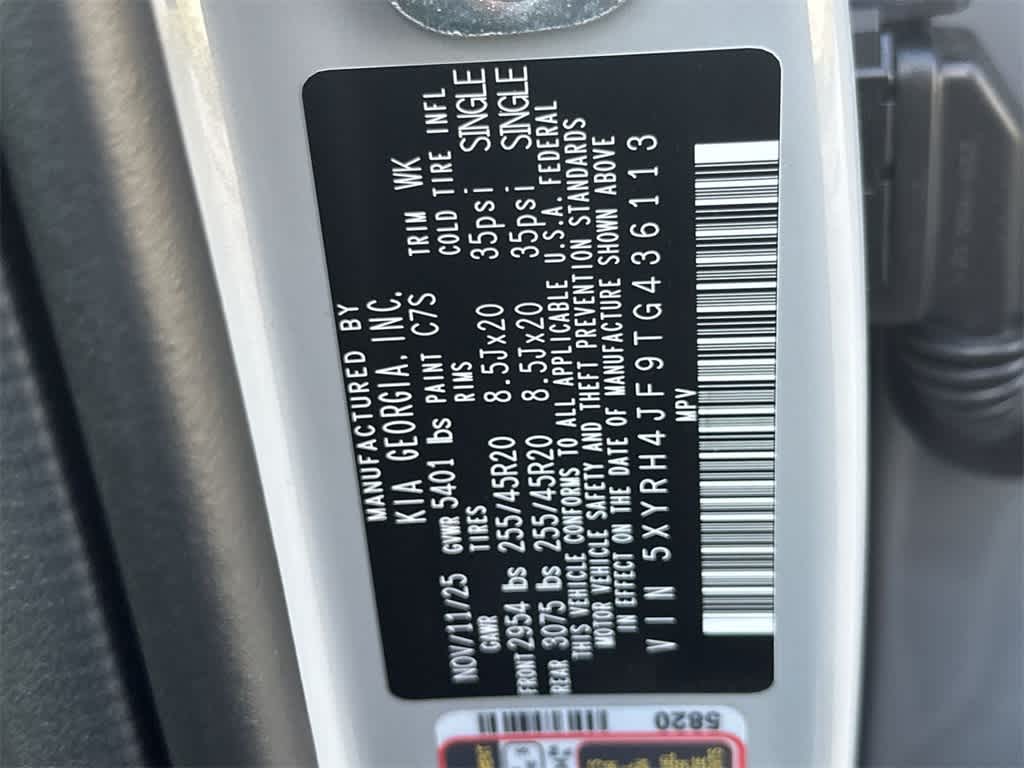 MANUFACTURED BY
KIA GEORGIA, INC.
NOV/11/25 GVWR 5401 lbs PAINT C7S TRIM WK
GAWR TIRES RIMS COLD TIRE INFL
FRONT 2954 lbs 255/45R20 8.5Jx20 35psi SINGLE
REAR 3075 lbs 255/45R20 8.5Jx20 35psi SINGLE
THIS VEHICLE CONFORMS TO ALL APPLICABLE U.S.A. FEDERAL
MOTOR VEHICLE SAFETY AND THEFT PREVENTION STANDARDS
IN EFFECT ON THE DATE OF MANUFACTURE SHOWN ABOVE
VIN 5XYRH4JF9TG436113
MPV
5820